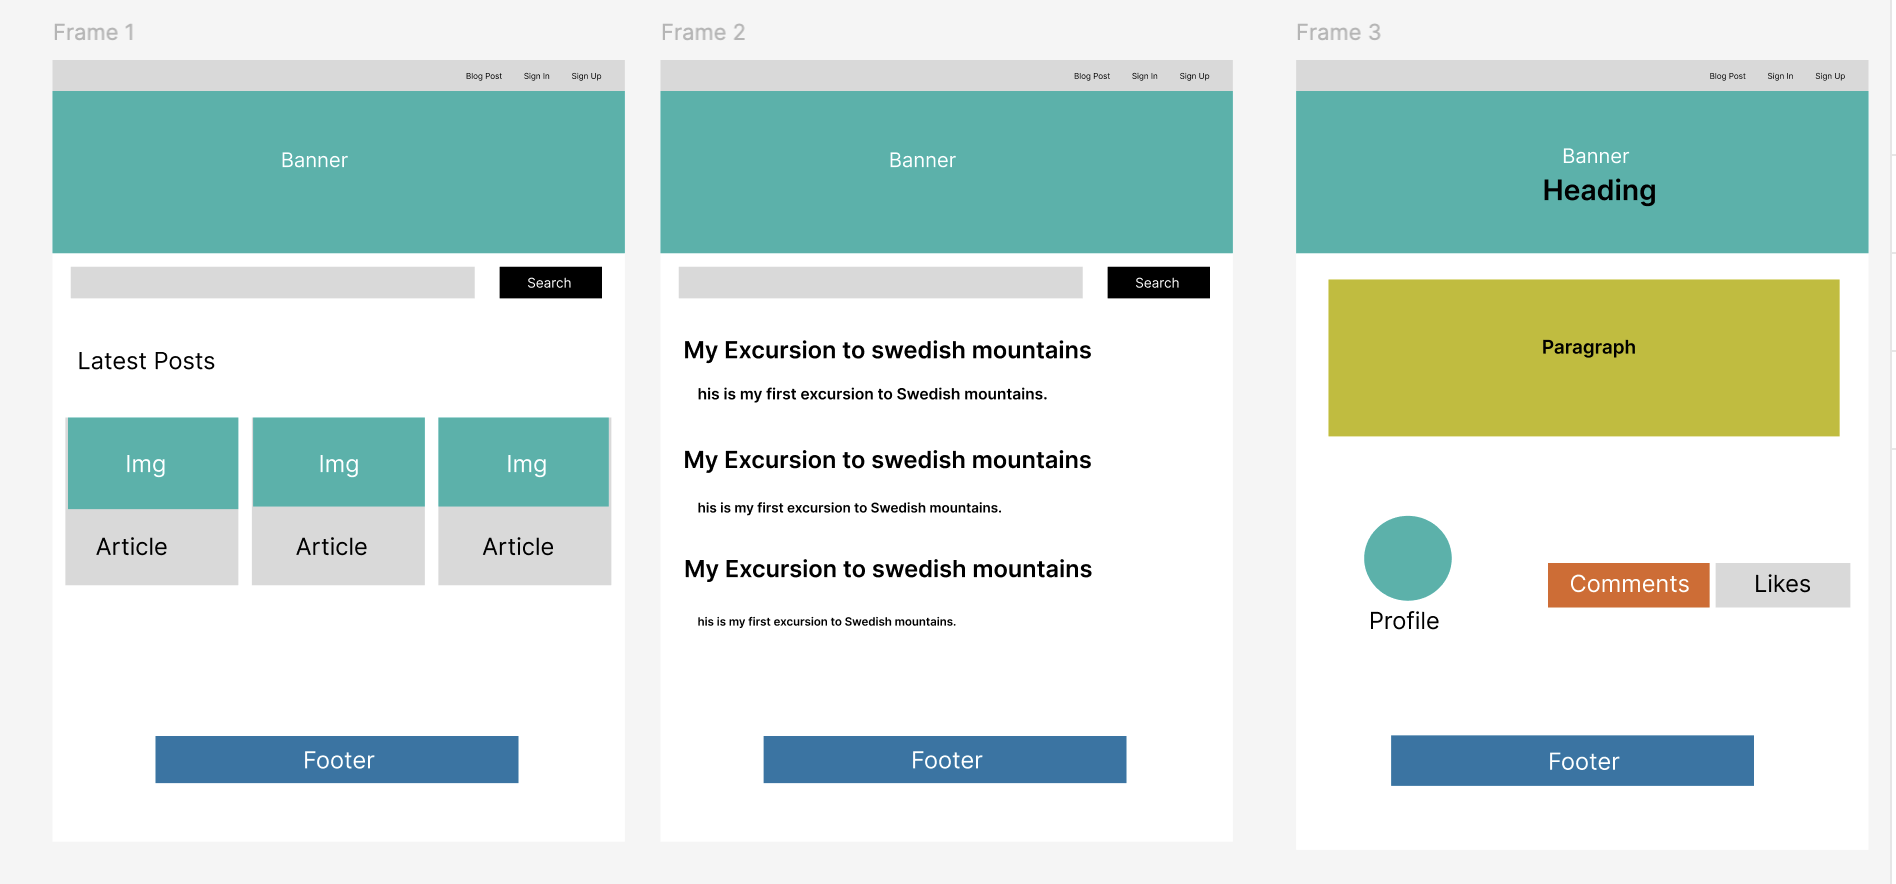 Frame 1
Blog Post Sign In Sign Up
Banner
Search
Latest Posts
Img Img Img
Article Article Article
Footer
Frame 2
Blog Post Sign In Sign Up
Banner
Search
My Excursion to swedish mountains
his is my first excursion to Swedish mountains.
My Excursion to swedish mountains
his is my first excursion to Swedish mountains.
My Excursion to swedish mountains
his is my first excursion to Swedish mountains.
Footer
Frame 3
Blog Post Sign In Sign Up
Banner
Heading
Paragraph
Profile
Comments Likes
Footer